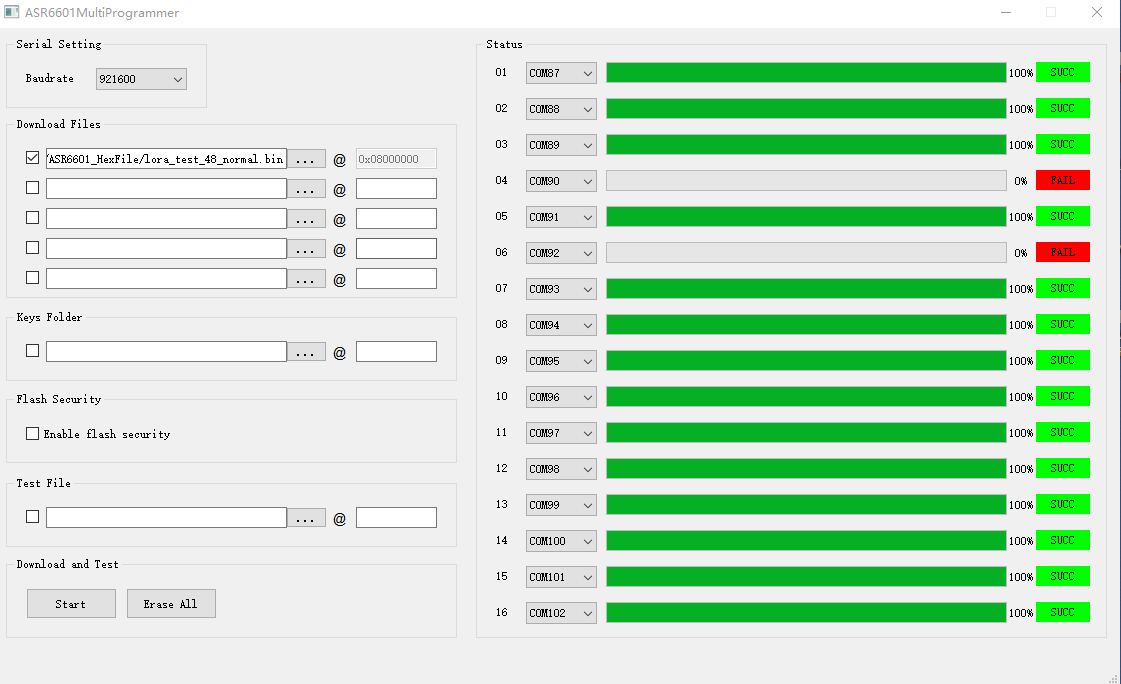 ASR6601MultiProgrammer
Serial Setting
Baudrate 921600
Download Files
/ASR6601_HexFile/lora_test_48_normal.bin ... @ 0x08000000
... @
... @
... @
... @
Keys Folder
... @
Flash Security
Enable flash security
Test File
... @
Download and Test
Start Erase All
Status
01 COM87 100% SUCC
02 COM88 100% SUCC
03 COM89 100% SUCC
04 COM90 0% FAIL
05 COM91 100% SUCC
06 COM92 0% FAIL
07 COM93 100% SUCC
08 COM94 100% SUCC
09 COM95 100% SUCC
10 COM96 100% SUCC
11 COM97 100% SUCC
12 COM98 100% SUCC
13 COM99 100% SUCC
14 COM100 100% SUCC
15 COM101 100% SUCC
16 COM102 100% SUCC